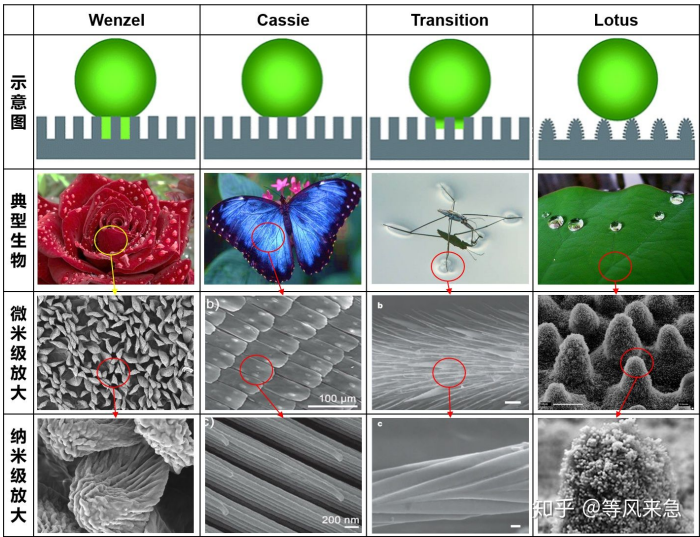 Wenzel
Cassie
Transition
Lotus
示意图
典型生物
微米级放大
b)
100 μm
b
纳米级放大
c)
200 nm
c
知乎 @等风来急